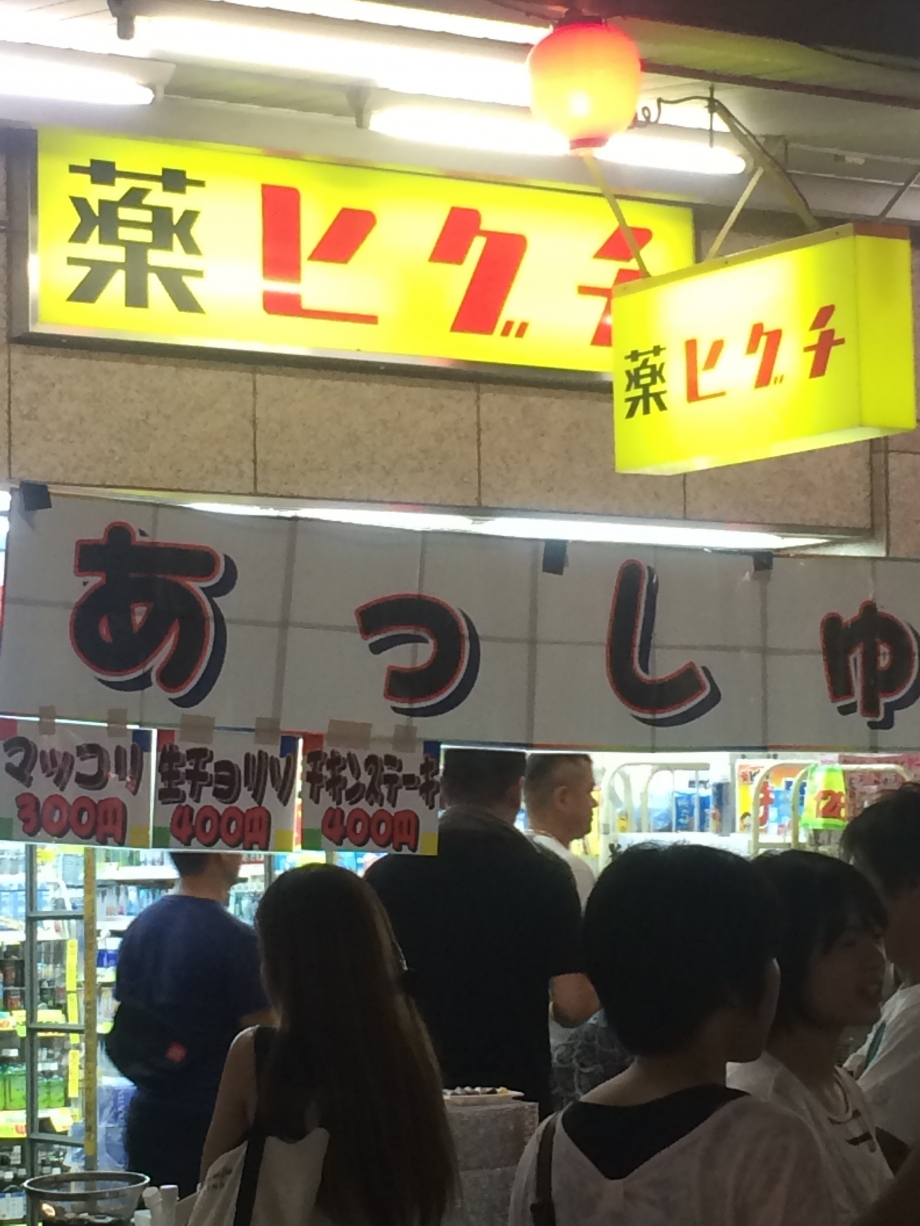 薬ヒグチ
薬ヒグチ
あっしゅ
マッコリ
300円
生チョリソ
400円
チキンステーキ
400円